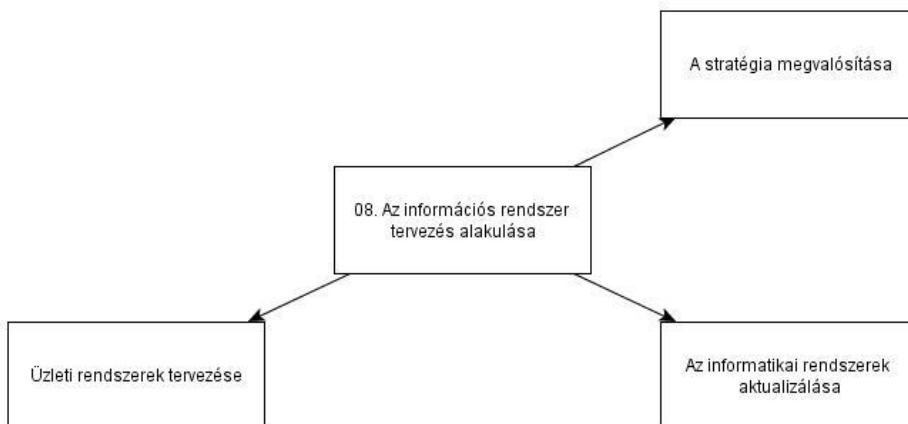 A stratégia megvalósítása
08. Az információs rendszer
tervezés alakulása
Üzleti rendszerek tervezése
Az informatikai rendszerek
aktualizálása